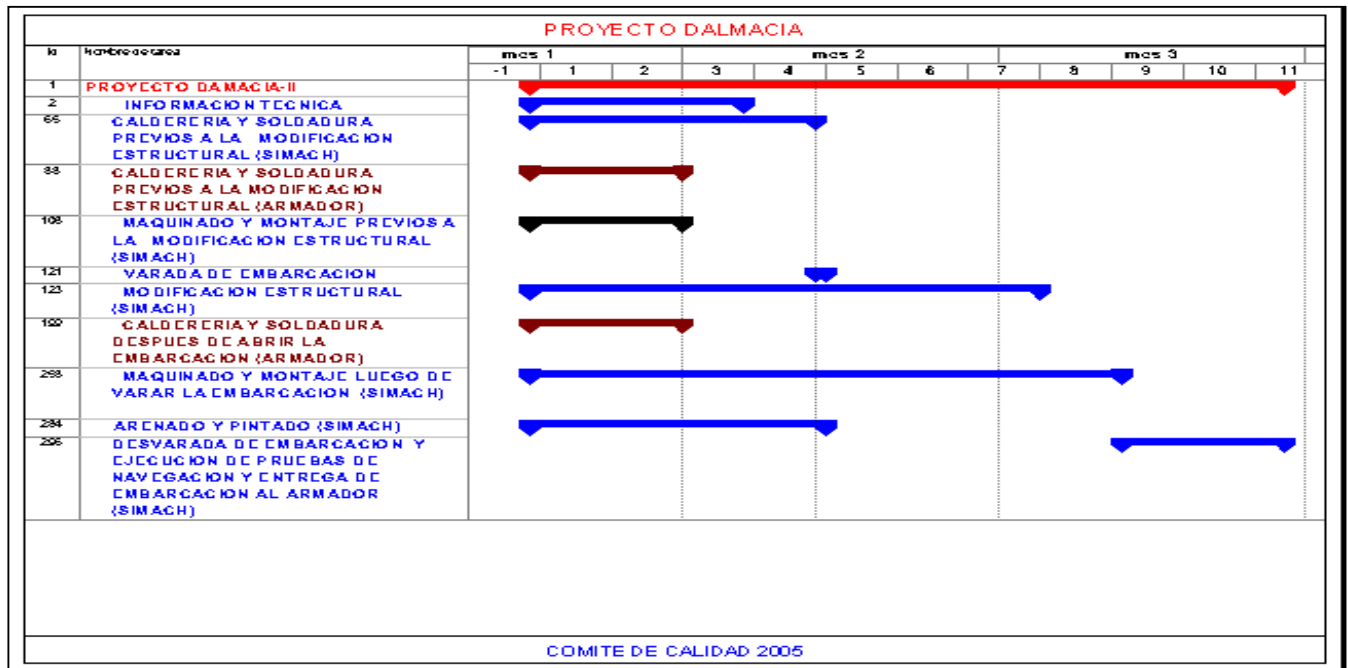 PROYECTO DALMACIA
Id Nombre de tarea mes 1 mes 2 mes 3
-1 1 2 3 4 5 6 7 8 9 10 11
1 PROYECTO DAMACIA-II
2 INFORMACION TECNICA
65 CALDERERIA Y SOLDADURA
PREVIOS A LA MODIFICACION
ESTRUCTURAL (SIMACH)
88 CALDERERIA Y SOLDADURA
PREVIOS A LA MODIFICACION
ESTRUCTURAL (ARMADOR)
108 MAQUINADO Y MONTAJE PREVIOS A
LA MODIFICACION ESTRUCTURAL
(SIMACH)
121 VARADA DE EMBARCACION
123 MODIFICACION ESTRUCTURAL
(SIMACH)
CALDERERIA Y SOLDADURA
DESPUES DE ABRIR LA
EMBARCACION (ARMADOR)
MAQUINADO Y MONTAJE LUEGO DE
VARAR LA EMBARCACION (SIMACH)
284 ARENADO Y PINTADO (SIMACH)
DESVARADA DE EMBARCACION Y
EJECUCION DE PRUEBAS DE
NAVEGACION Y ENTREGA DE
EMBARCACION AL ARMADOR
(SIMACH)
COMITE DE CALIDAD 2005